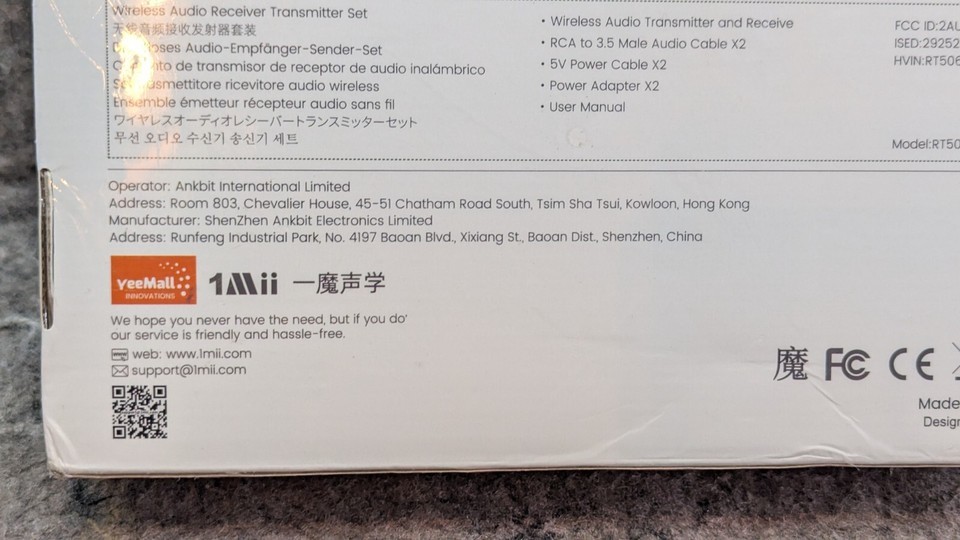 Wireless Audio Receiver Transmitter Set
无线音频接收发射器套装
Audio-Empfänger-Sender-Set
de transmisor de receptor de audio inalámbrico
ricevitore audio wireless
Ensemble émetteur récepteur audio sans fil
ワイヤレスオーディオレシーバートランスミッターセット
무선 오디오 수신기 송신기 세트
• Wireless Audio Transmitter and Receive
• RCA to 3.5 Male Audio Cable X2
• 5V Power Cable X2
• Power Adapter X2
• User Manual
FCC ID:2AU
ISED:29252
HVIN:RT506
Model:RT50
Operator: Ankbit International Limited
Address: Room 803, Chevalier House, 45-51 Chatham Road South, Tsim Sha Tsui, Kowloon, Hong Kong
Manufacturer: ShenZhen Ankbit Electronics Limited
Address: Runfeng Industrial Park, No. 4197 Baoan Blvd., Xixiang St., Baoan Dist., Shenzhen, China
YeeMall
INNOVATIONS
1Mii 一魔声学
We hope you never have the need, but if you do'
our service is friendly and hassle-free.
www web: www.1mii.com
support@1mii.com
魔 FC CE
Made
Design